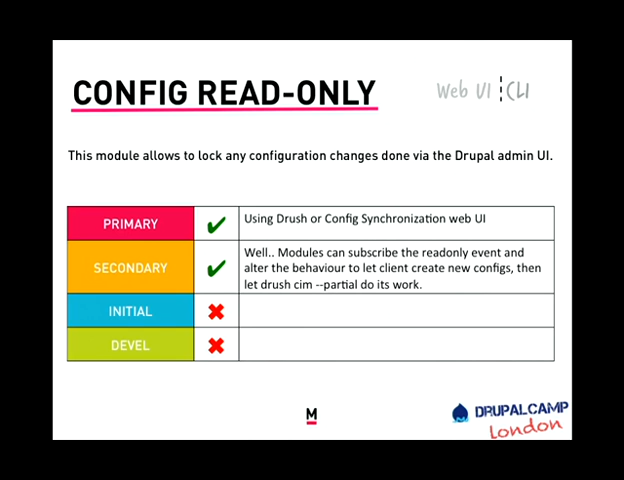 CONFIG READ-ONLY
Web UI CLI
This module allows to lock any configuration changes done via the Drupal admin UI.
PRIMARY
Using Drush or Config Synchronization web UI
SECONDARY
Well.. Modules can subscribe the readonly event and
alter the behaviour to let client create new configs, then
let drush cim --partial do its work.
INITIAL
DEVEL
M
DRUPALCAMP
London